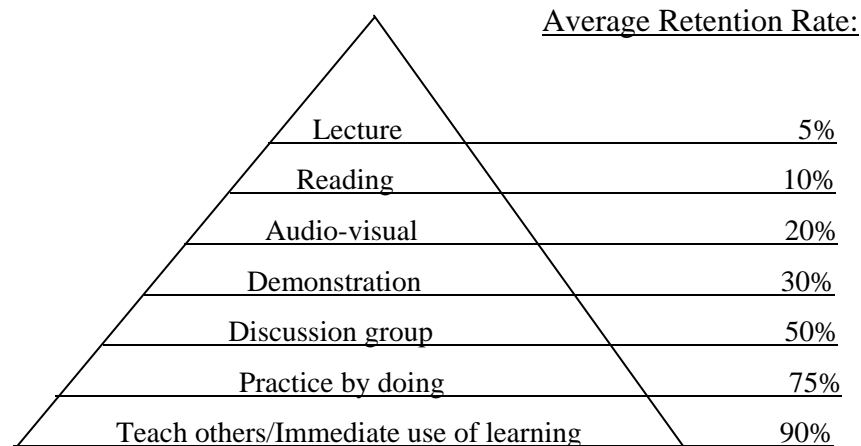 Average Retention Rate:
Lecture 5%
Reading 10%
Audio-visual 20%
Demonstration 30%
Discussion group 50%
Practice by doing 75%
Teach others/Immediate use of learning 90%